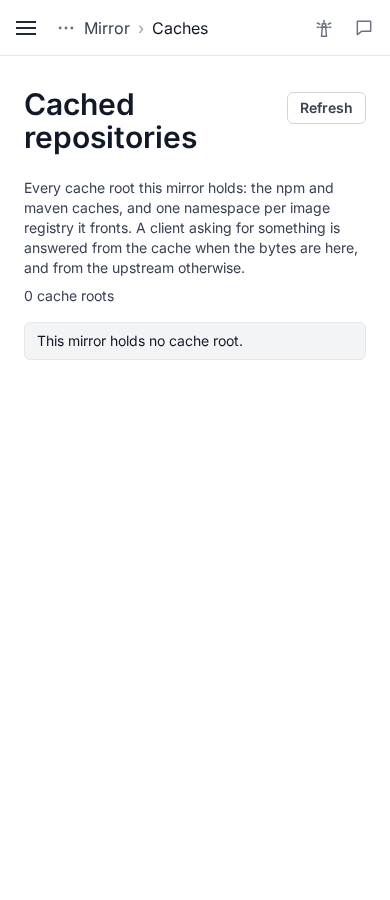 Mirror › Caches
Cached
repositories
Refresh
Every cache root this mirror holds: the npm and
maven caches, and one namespace per image
registry it fronts. A client asking for something is
answered from the cache when the bytes are here,
and from the upstream otherwise.
0 cache roots
This mirror holds no cache root.